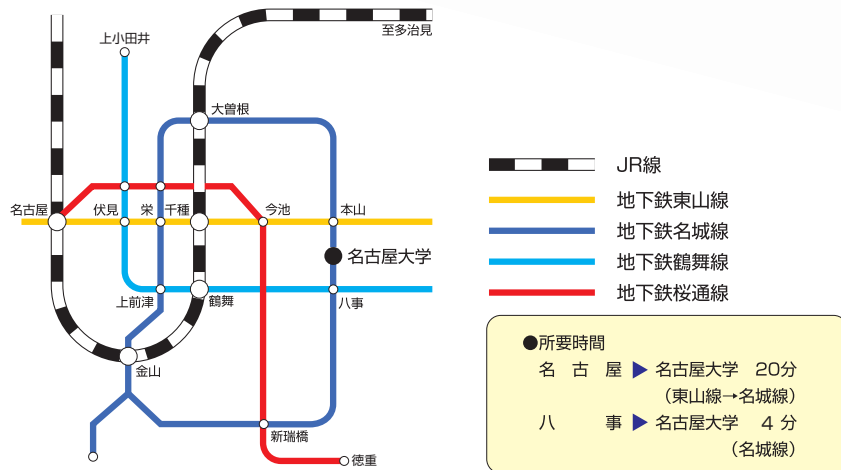 至多治見
上小田井
大曽根
名古屋
伏見
栄
千種
今池
本山
名古屋大学
上前津
鶴舞
八事
金山
新瑞橋
徳重
JR線
地下鉄東山線
地下鉄名城線
地下鉄鶴舞線
地下鉄桜通線
●所要時間
名古屋▶名古屋大学 20分
(東山線→名城線)
八事▶名古屋大学 4分
(名城線)